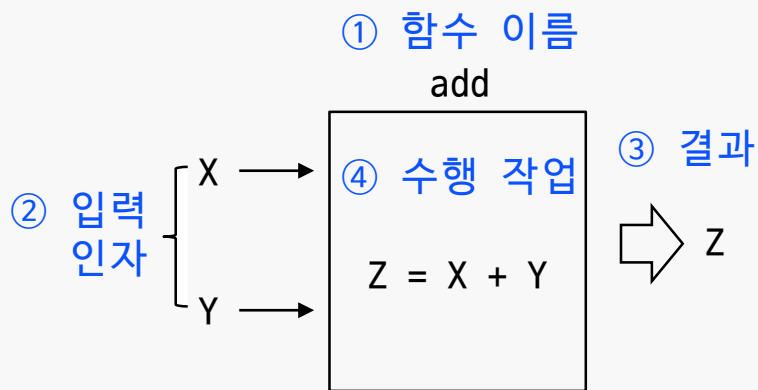 ① 함수 이름
add
② 입력
인자
X
Y
④ 수행 작업
Z = X + Y
③ 결과
Z